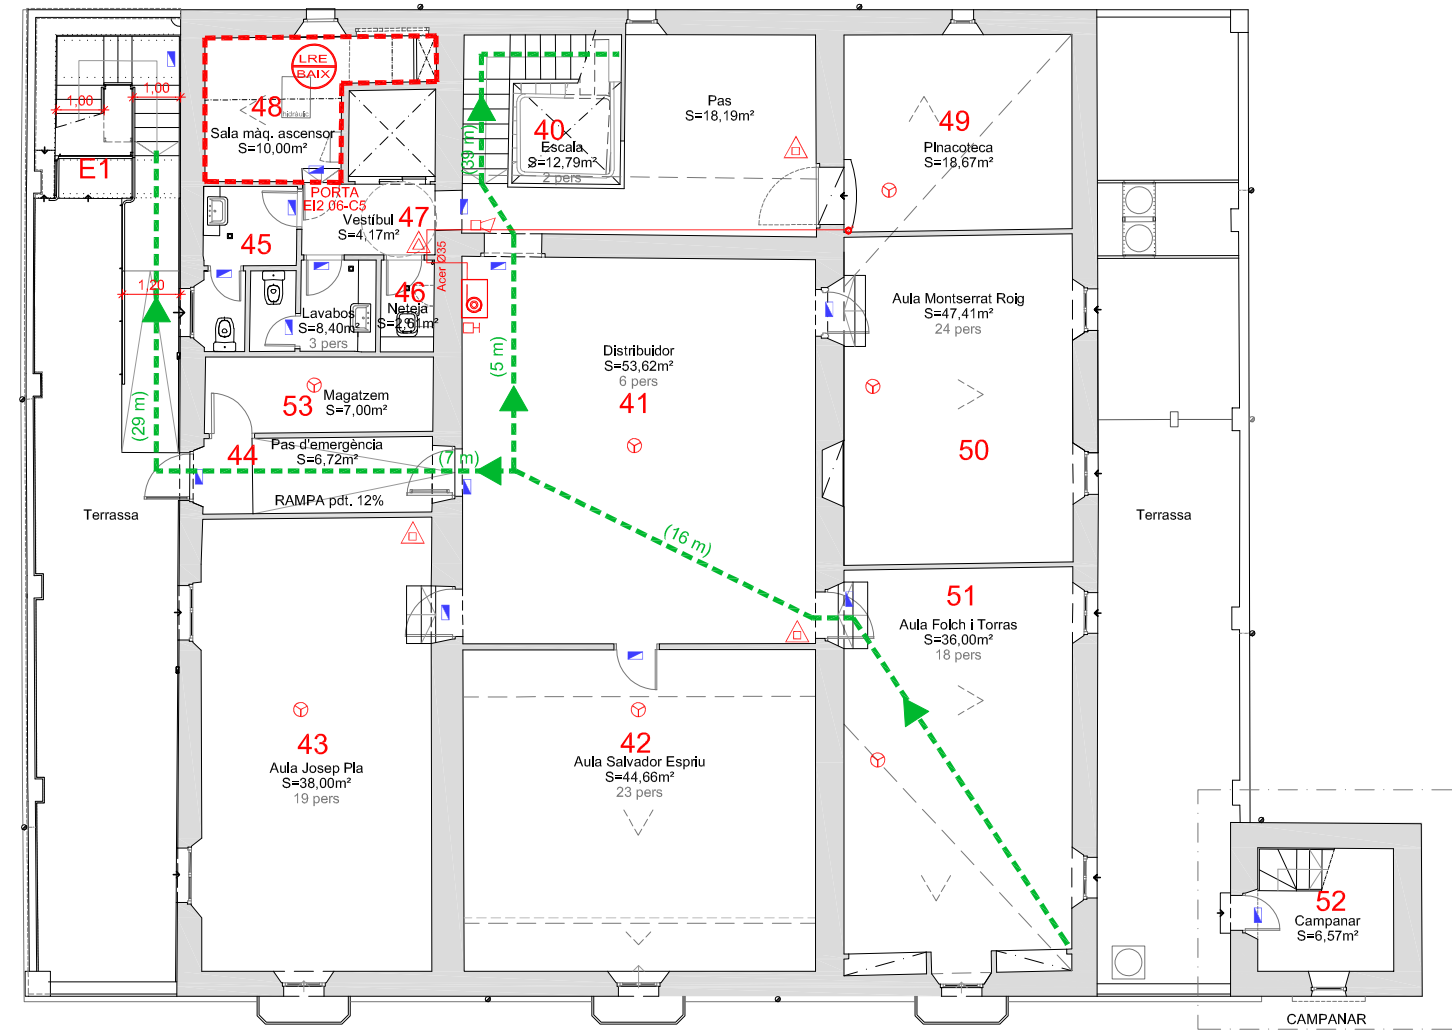 LRE
BAIX
48
hidràulic
Sala màq. ascensor
S=10,00m²
PORTA
EI2 06-C5
1,00
1,00
E1
1,20
(29 m)
45
Vestíbul
S=4,17m²
47
Acer Ø35
46
Neteja
S=2,61m²
Lavabos
S=8,40m²
3 pers
(39 m)
40
Escala
S=12,79m²
2 pers
Pas
S=18,19m²
49
Pinacoteca
S=18,67m²
Aula Montserrat Roig
S=47,41m²
24 pers
50
Distribuidor
S=53,62m²
6 pers
41
(5 m)
53
Magatzem
S=7,00m²
44
Pas d'emergència
S=6,72m²
(7 m)
RAMPA pdt. 12%
Terrassa
Terrassa
(16 m)
51
Aula Folch i Torras
S=36,00m²
18 pers
43
Aula Josep Pla
S=38,00m²
19 pers
42
Aula Salvador Espriu
S=44,66m²
23 pers
52
Campanar
S=6,57m²
CAMPANAR